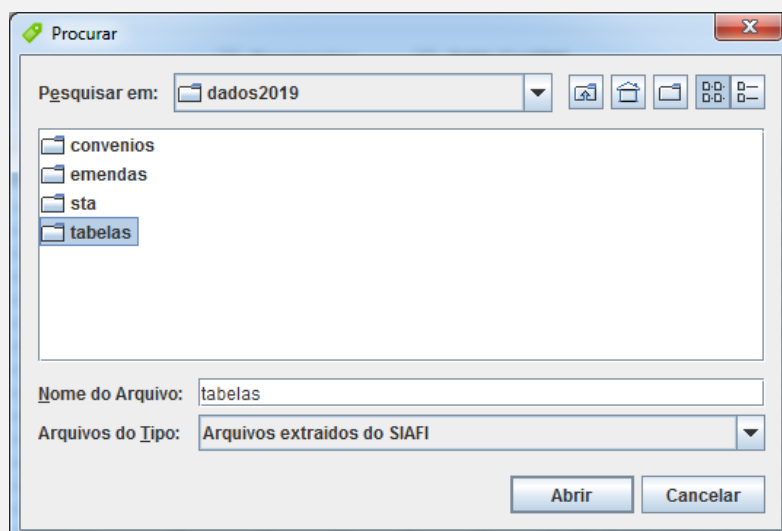 Procurar
Pesquisar em: dados2019
convenios
emendas
sta
tabelas
Nome do Arquivo: tabelas
Arquivos do Tipo: Arquivos extraidos do SIAFI
Abrir Cancelar